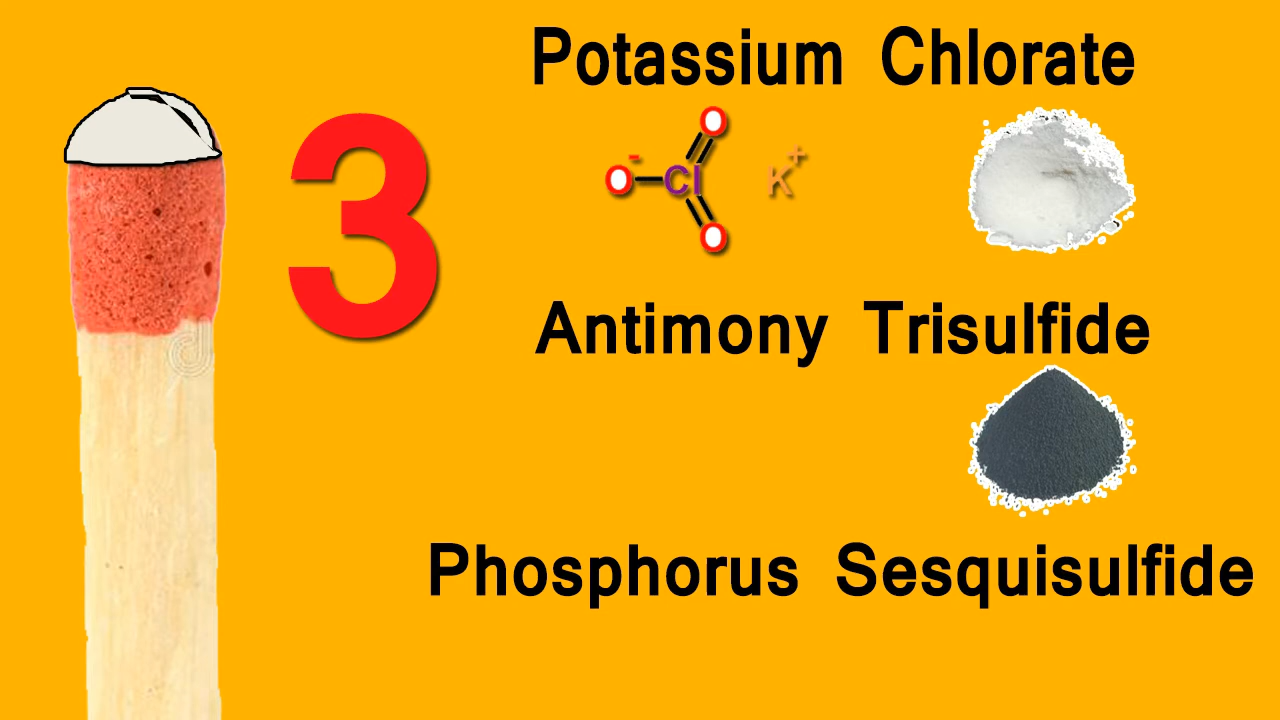 Potassium Chlorate
3
O
O- Cl K+
O
Antimony Trisulfide
Phosphorus Sesquisulfide